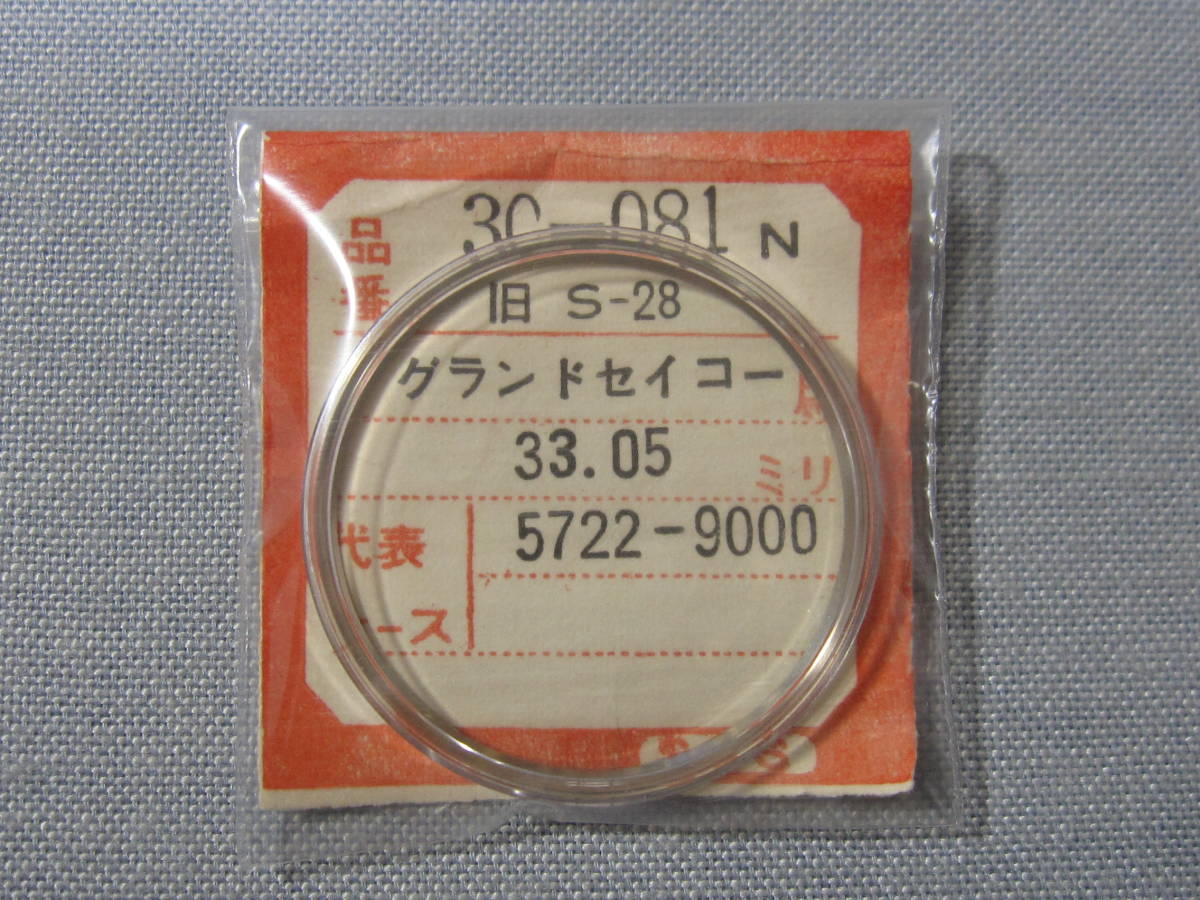 品番 30-081 N
旧 S-28
グランドセイコー
33.05 ミリ
代表 5722-9000
ース
S S